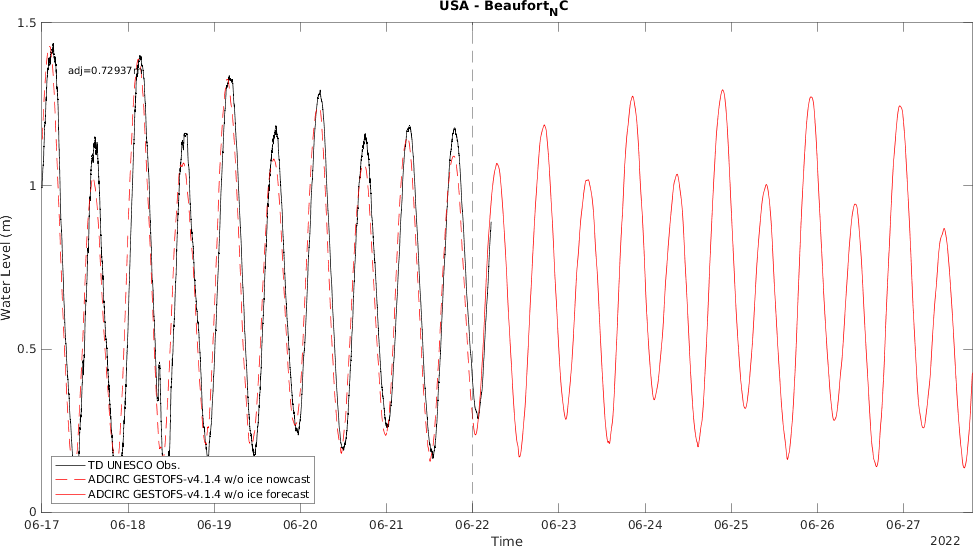 USA - Beaufort_NC
1.5
adj=0.72937
1
Water Level (m)
0.5
TD UNESCO Obs.
ADCIRC GESTOFS-v4.1.4 w/o ice nowcast
ADCIRC GESTOFS-v4.1.4 w/o ice forecast
0
06-17 06-18 06-19 06-20 06-21 06-22 06-23 06-24 06-25 06-26 06-27
Time
2022